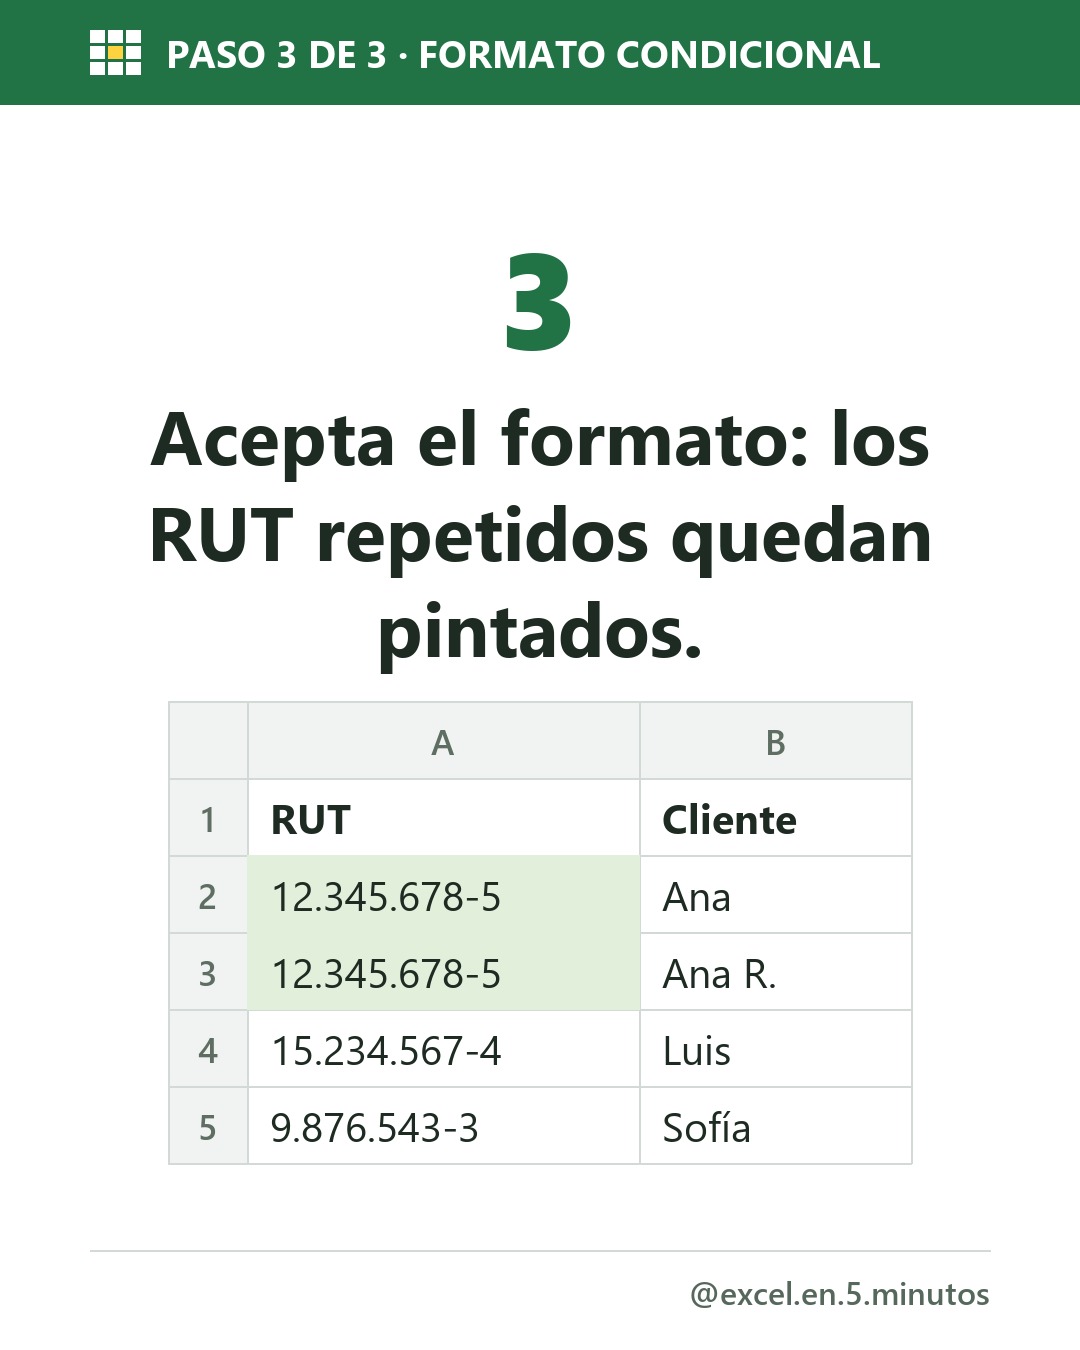 PASO 3 DE 3 · FORMATO CONDICIONAL
3
Acepta el formato: los
RUT repetidos quedan
pintados.
A B
1 RUT Cliente
2 12.345.678-5 Ana
3 12.345.678-5 Ana R.
4 15.234.567-4 Luis
5 9.876.543-3 Sofía
@excel.en.5.minutos